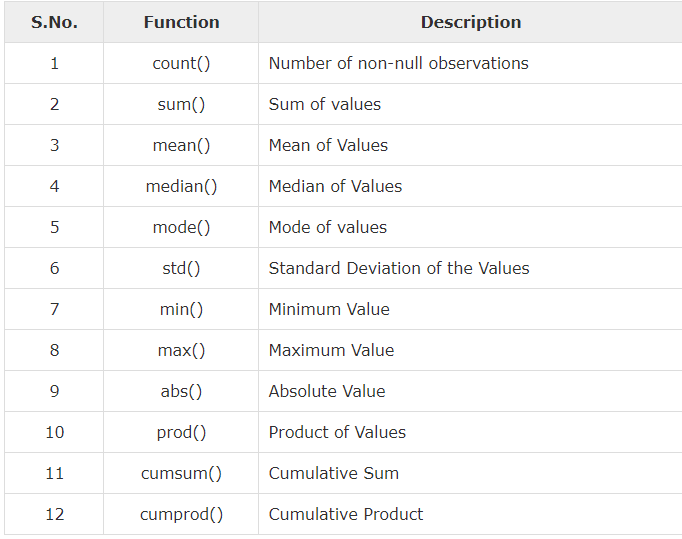 S.No. Function Description
1 count() Number of non-null observations
2 sum() Sum of values
3 mean() Mean of Values
4 median() Median of Values
5 mode() Mode of values
6 std() Standard Deviation of the Values
7 min() Minimum Value
8 max() Maximum Value
9 abs() Absolute Value
10 prod() Product of Values
11 cumsum() Cumulative Sum
12 cumprod() Cumulative Product